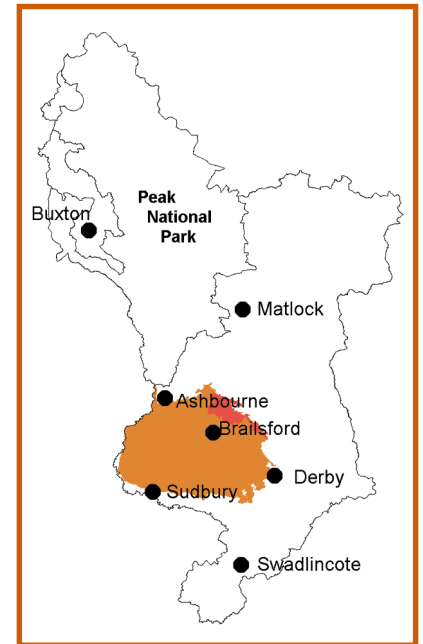 Peak
National
Park
Buxton
Matlock
Ashbourne
Brailsford
Derby
Sudbury
Swadlincote